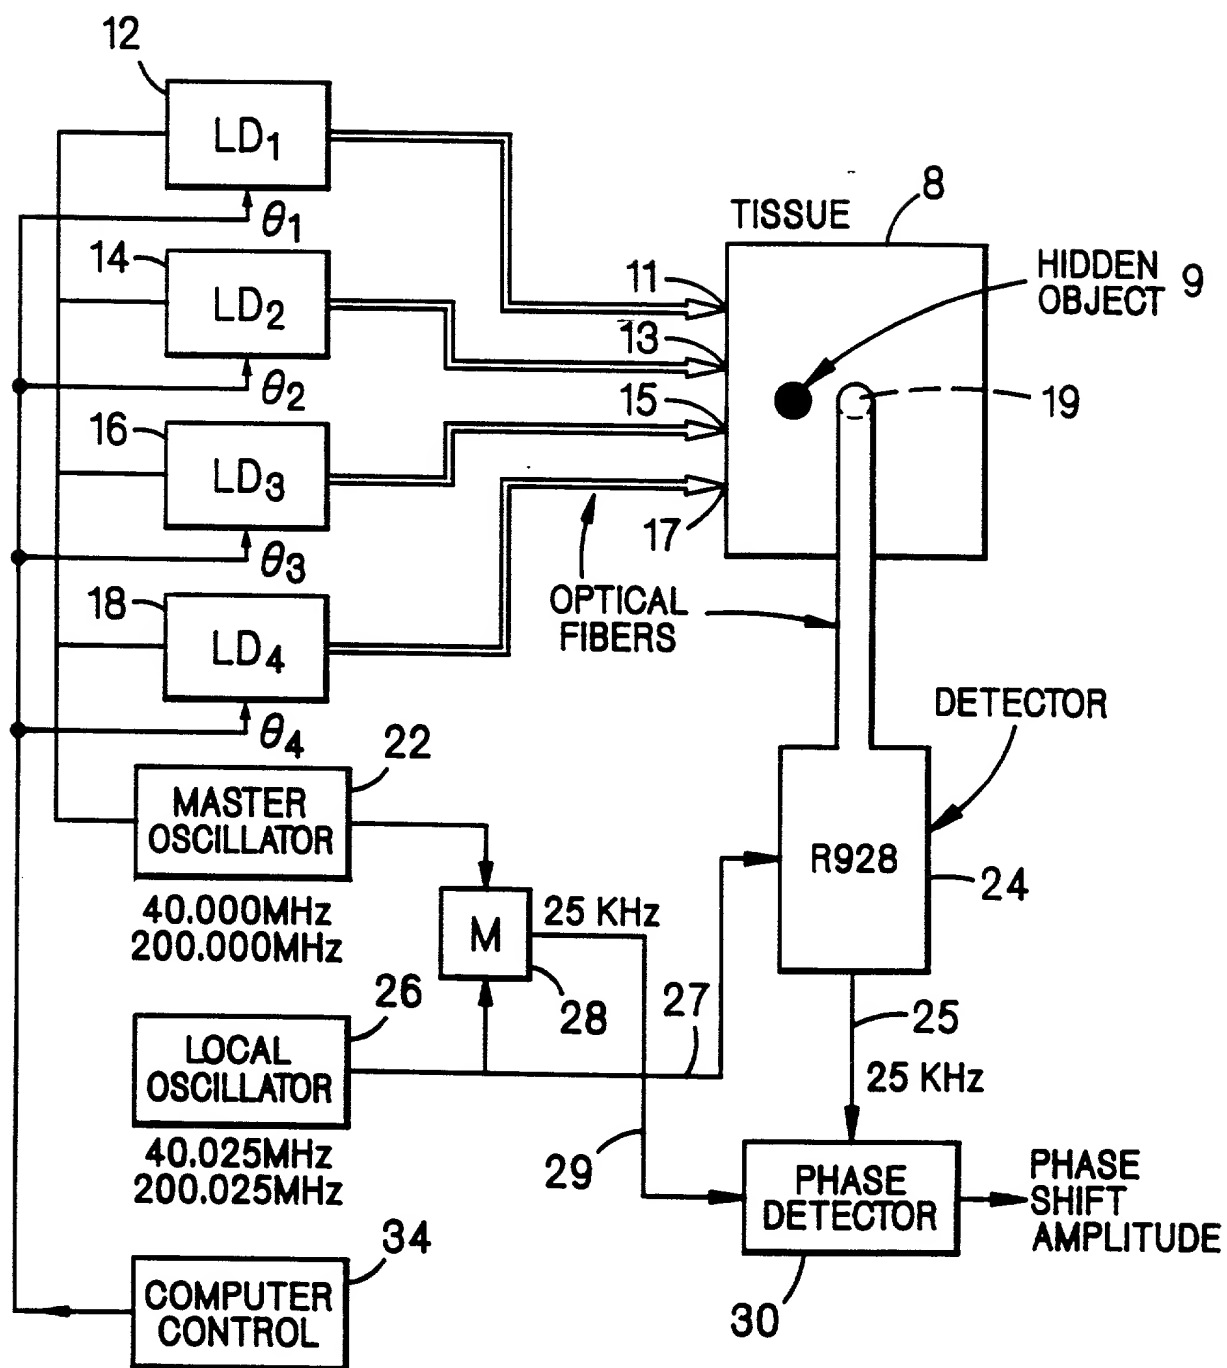 12
LD1
θ1
14
LD2
θ2
16
LD3
θ3
18
LD4
θ4
TISSUE
8
HIDDEN
OBJECT 9
11
13
15
17
19
OPTICAL
FIBERS
22
MASTER
OSCILLATOR
40.000MHz
200.000MHz
M
25 KHz
28
26
LOCAL
OSCILLATOR
40.025MHz
200.025MHz
27
29
DETECTOR
R928
24
25
25 KHz
PHASE
DETECTOR
30
PHASE
SHIFT
AMPLITUDE
34
COMPUTER
CONTROL